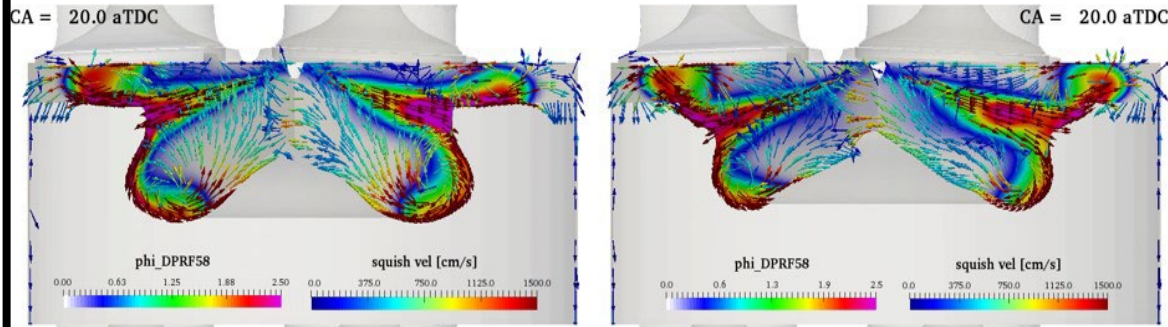 CA = 20.0 aTDC
CA = 20.0 aTDC
phi_DPRF58
squish vel [cm/s]
0.00 0.63 1.25 1.88 2.50
0.00 375.0 750.0 1125.0 1500.0
phi_DPRF58
squish vel [cm/s]
0.0 0.6 1.3 1.9 2.5
0.00 375.0 750.0 1125.0 1500.0